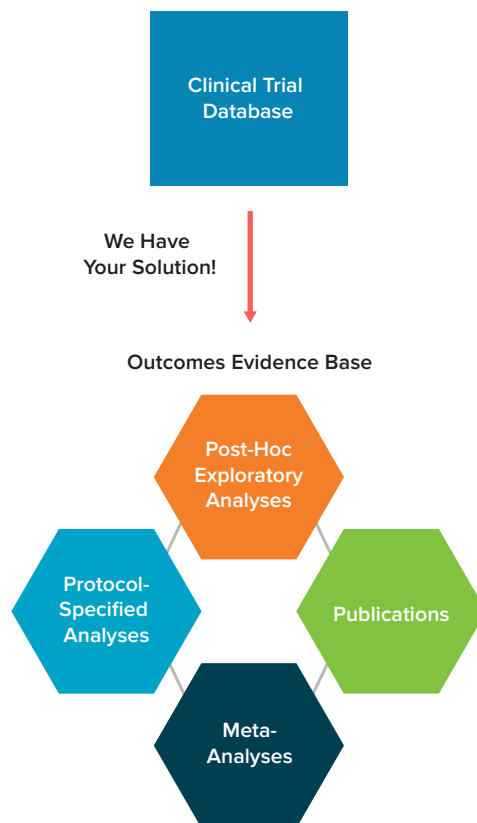 Clinical Trial
Database
We Have
Your Solution!
Outcomes Evidence Base
Post-Hoc
Exploratory
Analyses
Protocol-
Specified
Analyses
Publications
Meta-
Analyses